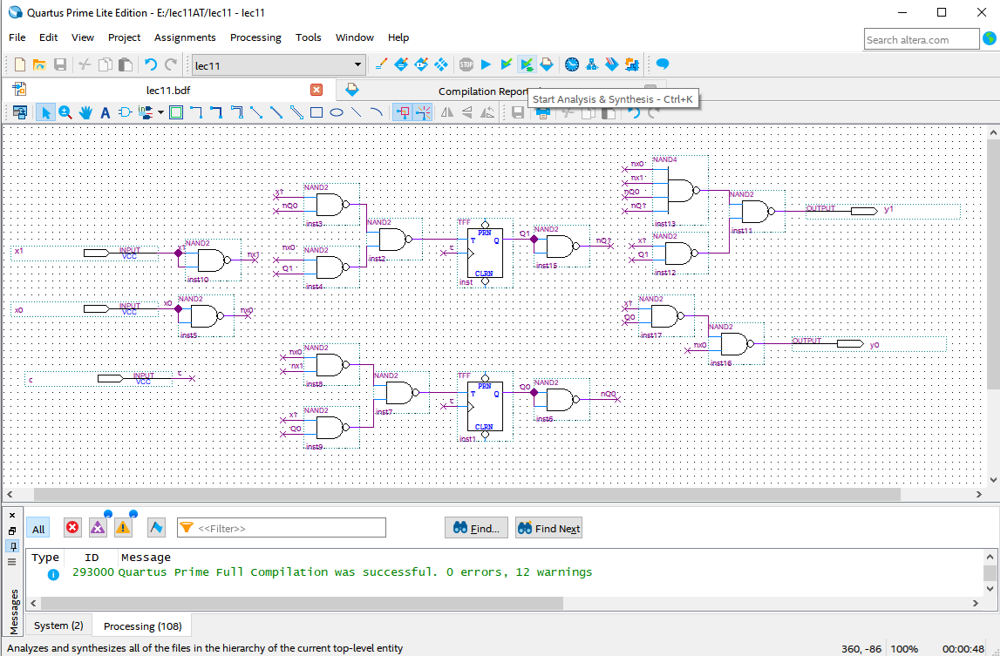 Quartus Prime Lite Edition - E:/lec11AT/lec11 - lec11
File Edit View Project Assignments Processing Tools Window Help
Search altera.com
lec11
STOP
lec11.bdf
Compilation Report
Start Analysis & Synthesis - Ctrl+K
NAND4
nx0
nx1
nQ0
nQ1
inst13
NAND2
x1
nQ0
inst3
NAND2
inst11
OUTPUT
y1
NAND2
inst2
TFF
PRN
T Q
CLRN
inst
c
Q1
NAND2
inst15
nQ1
NAND2
x1
Q1
inst12
x1
INPUT
VCC
x1
NAND2
inst10
nx1
NAND2
nx0
Q1
inst4
x0
INPUT
VCC
x0
NAND2
inst5
nx0
NAND2
x1
Q0
inst17
NAND2
nx0
inst16
OUTPUT
y0
c
INPUT
VCC
c
NAND2
nx0
nx1
inst8
NAND2
inst7
TFF
PRN
T Q
CLRN
inst1
c
Q0
NAND2
inst6
nQ0
NAND2
x1
Q0
inst9
All
<<Filter>>
Find...
Find Next
Type ID Message
293000 Quartus Prime Full Compilation was successful. 0 errors, 12 warnings
Messages
System (2)
Processing (108)
Analyzes and synthesizes all of the files in the hierarchy of the current top-level entity
360, -86 100% 00:00:48